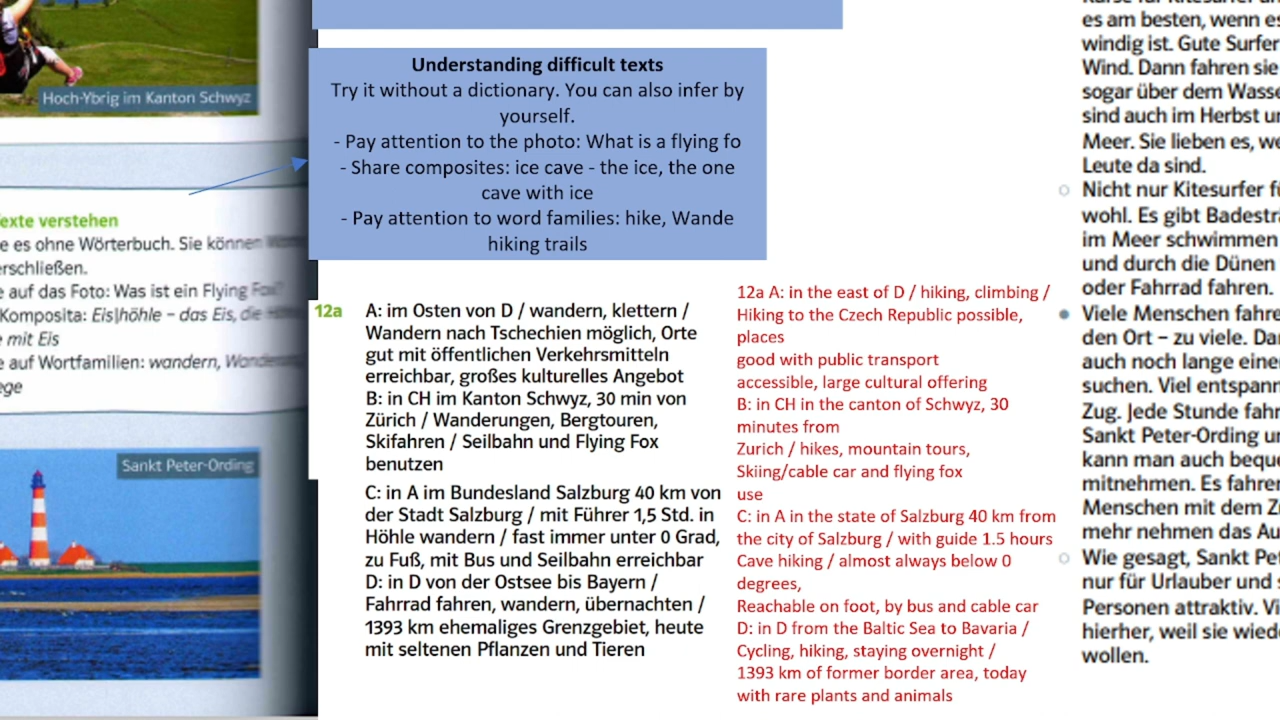 Hoch-Ybrig im Kanton Schwyz
Texte verstehen
e es ohne Wörterbuch. Sie können
erschließen.
e auf das Foto: Was ist ein Flying Fox?
Komposita: Eis|höhle – das Eis, die
e mit Eis
e auf Wortfamilien: wandern,
ege
Sankt Peter-Ording
Understanding difficult texts
Try it without a dictionary. You can also infer by
yourself.
- Pay attention to the photo: What is a flying fo
- Share composites: ice cave - the ice, the one
cave with ice
- Pay attention to word families: hike, Wande
hiking trails
12a
A: im Osten von D / wandern, klettern /
Wandern nach Tschechien möglich, Orte
gut mit öffentlichen Verkehrsmitteln
erreichbar, großes kulturelles Angebot
B: in CH im Kanton Schwyz, 30 min von
Zürich / Wanderungen, Bergtouren,
Skifahren / Seilbahn und Flying Fox
benutzen
C: in A im Bundesland Salzburg 40 km von
der Stadt Salzburg / mit Führer 1,5 Std. in
Höhle wandern / fast immer unter 0 Grad,
zu Fuß, mit Bus und Seilbahn erreichbar
D: in D von der Ostsee bis Bayern /
Fahrrad fahren, wandern, übernachten /
1393 km ehemaliges Grenzgebiet, heute
mit seltenen Pflanzen und Tieren
12a A: in the east of D / hiking, climbing /
Hiking to the Czech Republic possible,
places
good with public transport
accessible, large cultural offering
B: in CH in the canton of Schwyz, 30
minutes from
Zurich / hikes, mountain tours,
Skiing/cable car and flying fox
use
C: in A in the state of Salzburg 40 km from
the city of Salzburg / with guide 1.5 hours
Cave hiking / almost always below 0
degrees,
Reachable on foot, by bus and cable car
D: in D from the Baltic Sea to Bavaria /
Cycling, hiking, staying overnight /
1393 km of former border area, today
with rare plants and animals
es am besten, wenn es
windig ist. Gute Surfer
Wind. Dann fahren sie
sogar über dem Wasse
sind auch im Herbst un
Meer. Sie lieben es, we
Leute da sind.
Nicht nur Kitesurfer fü
wohl. Es gibt Badestra
im Meer schwimmen
und durch die Dünen
oder Fahrrad fahren.
Viele Menschen fahre
den Ort – zu viele. Da
auch noch lange eine
suchen. Viel entspann
Zug. Jede Stunde fahr
Sankt Peter-Ording un
kann man auch beque
mitnehmen. Es fahren
Menschen mit dem Z
mehr nehmen das Au
Wie gesagt, Sankt Pet
nur für Urlauber und s
Personen attraktiv. Vi
hierher, weil sie wied
wollen.